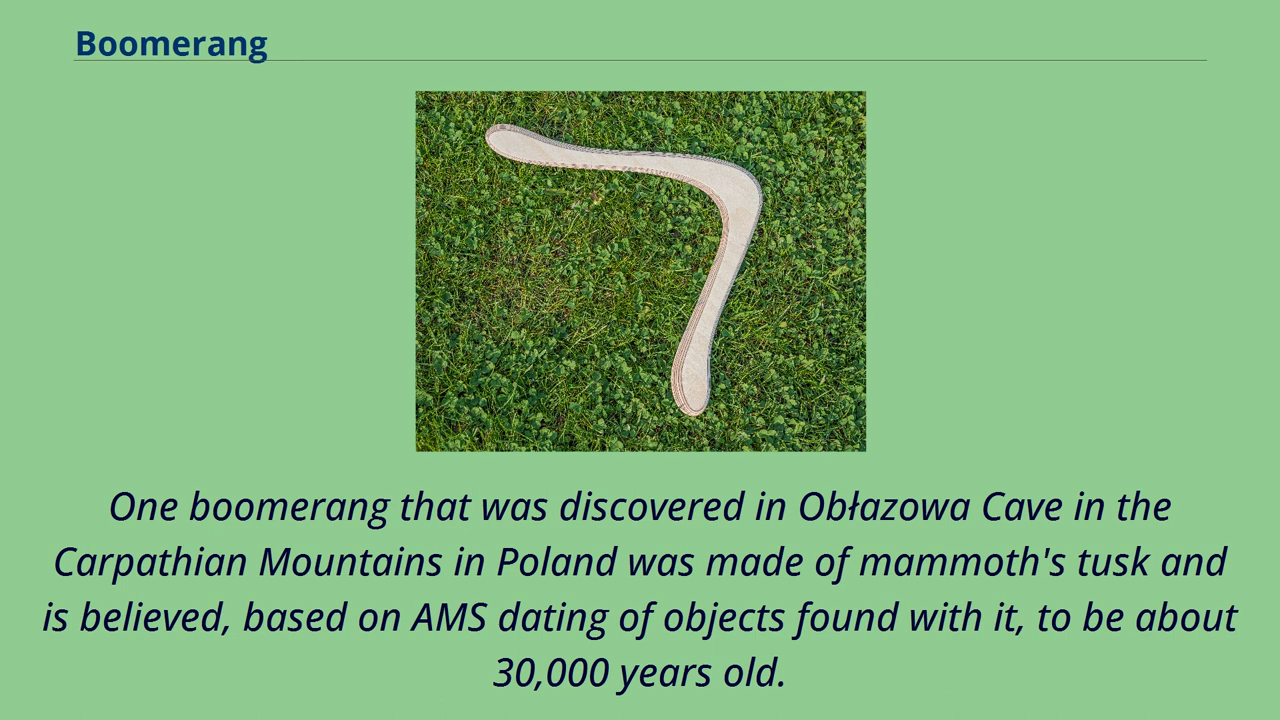 Boomerang
One boomerang that was discovered in Obłazowa Cave in the
Carpathian Mountains in Poland was made of mammoth's tusk and
is believed, based on AMS dating of objects found with it, to be about
30,000 years old.